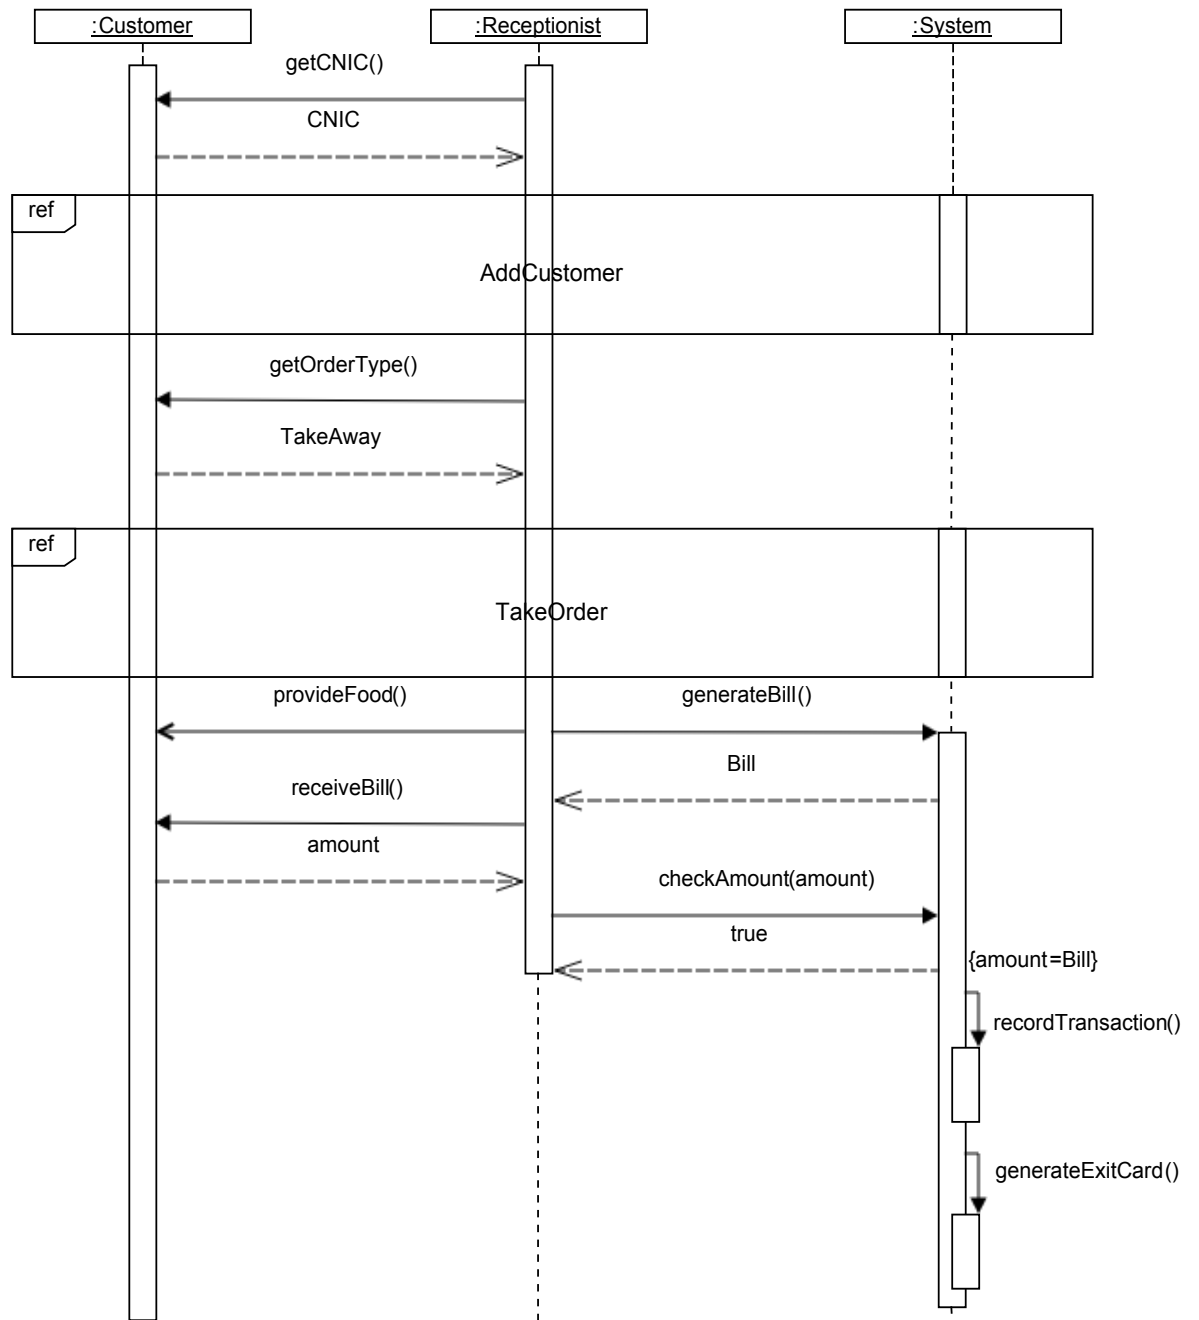 :Customer
:Receptionist
:System
getCNIC()
CNIC
ref
AddCustomer
getOrderType()
TakeAway
ref
TakeOrder
provideFood()
generateBill()
Bill
receiveBill()
amount
checkAmount(amount)
true
{amount=Bill}
recordTransaction()
generateExitCard()